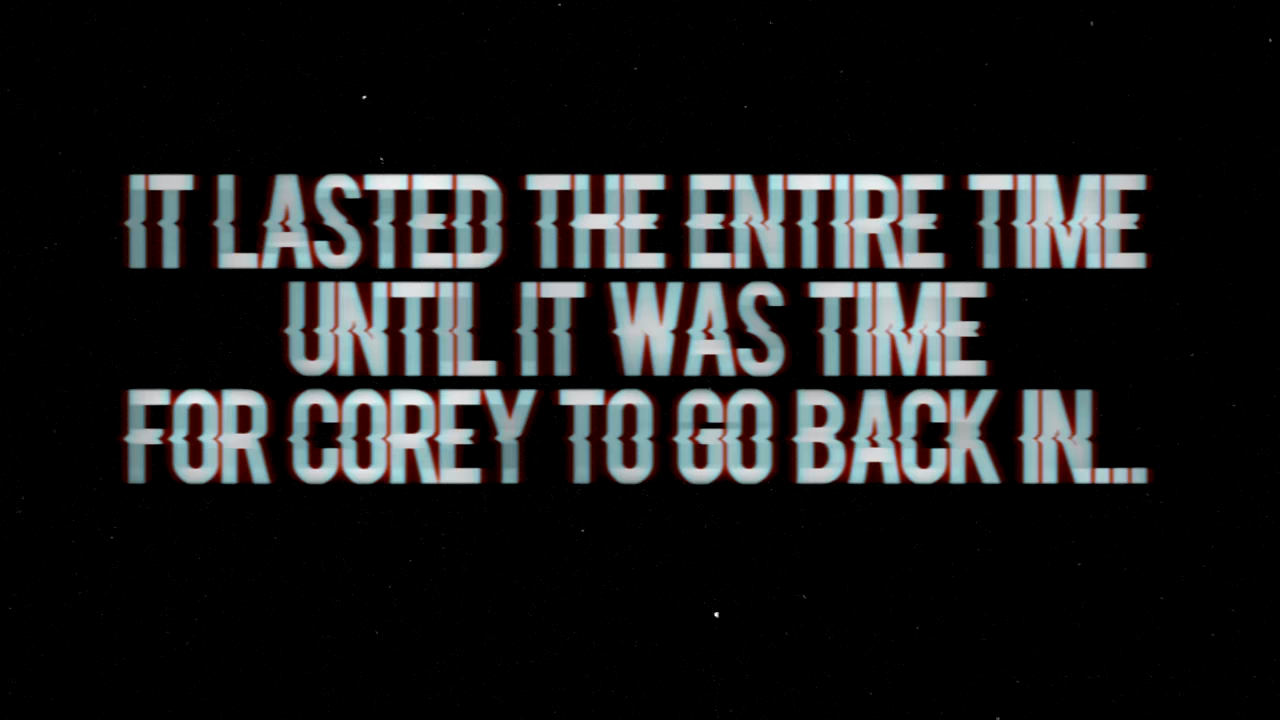 IT LASTED THE ENTIRE TIME
UNTIL IT WAS TIME
FOR COREY TO GO BACK IN...